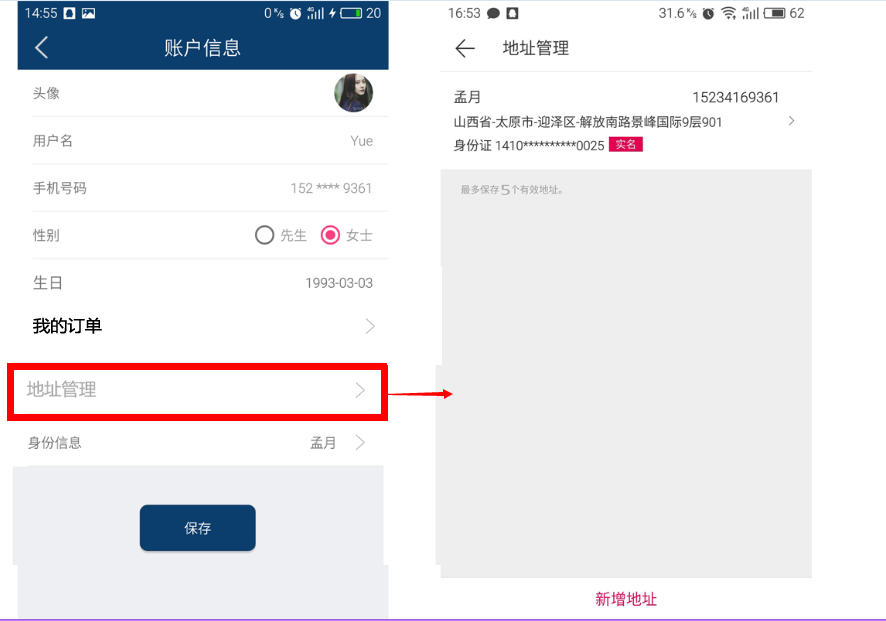 14:55 0 K/s 4G 20
账户信息
头像
用户名 Yue
手机号码 152 **** 9361
性别 先生 女士
生日 1993-03-03
我的订单
地址管理
身份信息 孟月
保存
16:53 31.6 K/s 4G 62
地址管理
孟月 15234169361
山西省-太原市-迎泽区-解放南路景峰国际9层901
身份证 1410**********0025 实名
最多保存5个有效地址。
新增地址